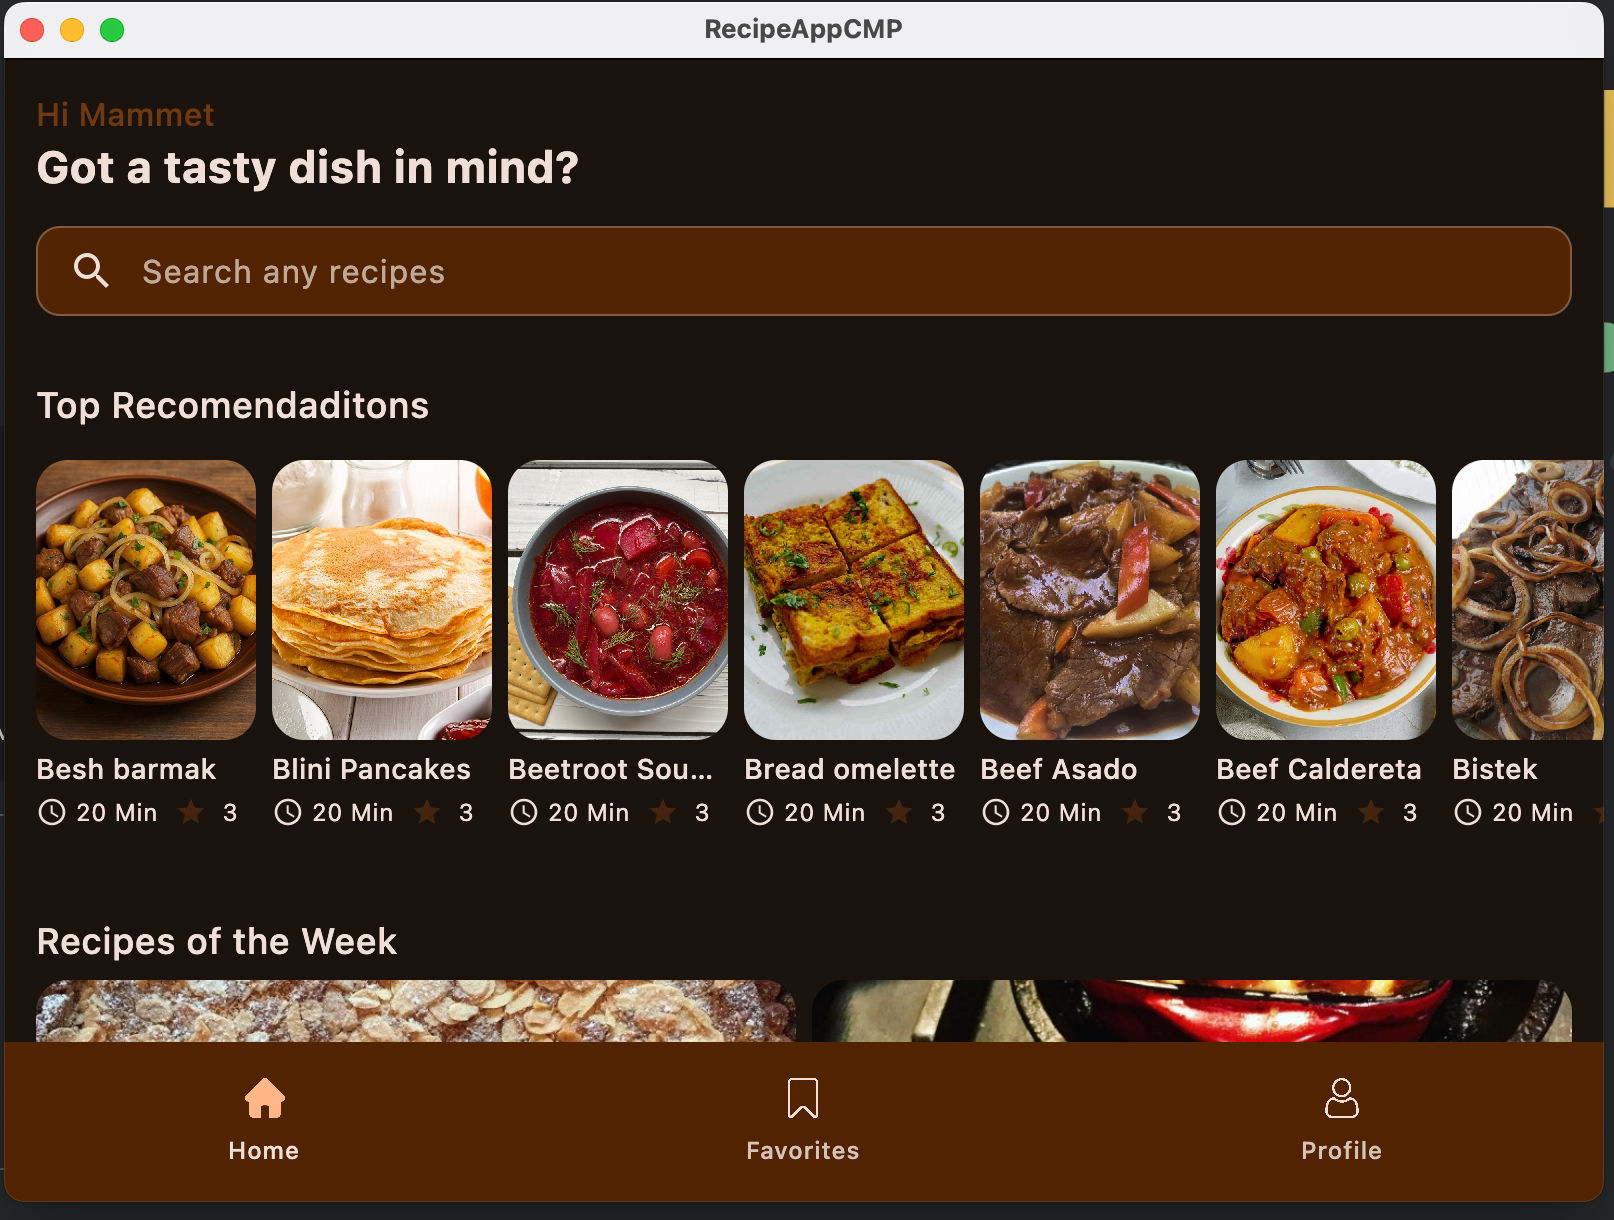 RecipeAppCMP
Hi Mammet
Got a tasty dish in mind?
Search any recipes
Top Recomendaditons
Besh barmak
20 Min 3
Blini Pancakes
20 Min 3
Beetroot Sou...
20 Min 3
Bread omelette
20 Min 3
Beef Asado
20 Min 3
Beef Caldereta
20 Min 3
Bistek
20 Min
Recipes of the Week
Home
Favorites
Profile